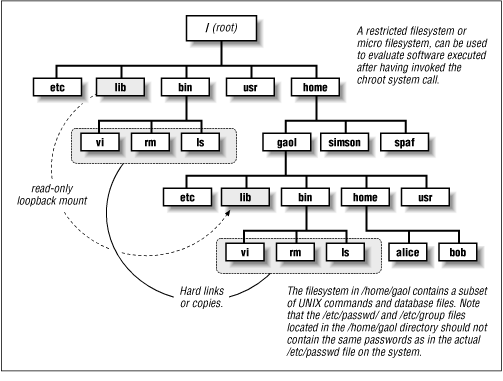 / (root)
A restricted filesystem or
micro filesystem, can be used
to evaluate software executed
after having invoked the
chroot system call.
etc lib bin usr home
vi rm ls
gaol simson spaf
read-only
loopback mount
etc lib bin home usr
vi rm ls alice bob
Hard links
or copies.
The filesystem in /home/gaol contains a subset
of UNIX commands and database files. Note
that the /etc/passwd/ and /etc/group files
located in the /home/gaol directory should not
contain the same passwords as in the actual
/etc/passwd file on the system.